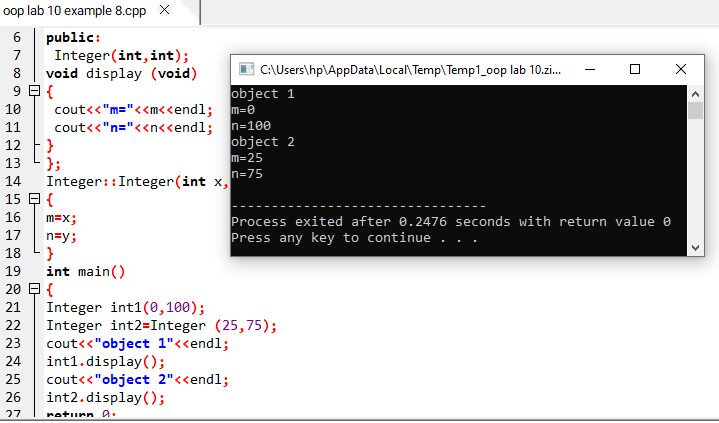 oop lab 10 example 8.cpp
6 public:
7 Integer(int,int);
8 void display (void)
9 {
10 cout<<"m="<<m<<endl;
11 cout<<"n="<<n<<endl;
12 }
13 };
14 Integer::Integer(int x,
15 {
16 m=x;
17 n=y;
18 }
19 int main()
20 {
21 Integer int1(0,100);
22 Integer int2=Integer (25,75);
23 cout<<"object 1"<<endl;
24 int1.display();
25 cout<<"object 2"<<endl;
26 int2.display();
27 return 0;
C:\Users\hp\AppData\Local\Temp\Temp1_oop lab 10.zi...
object 1
m=0
n=100
object 2
m=25
n=75
--------------------------------
Process exited after 0.2476 seconds with return value 0
Press any key to continue . . .